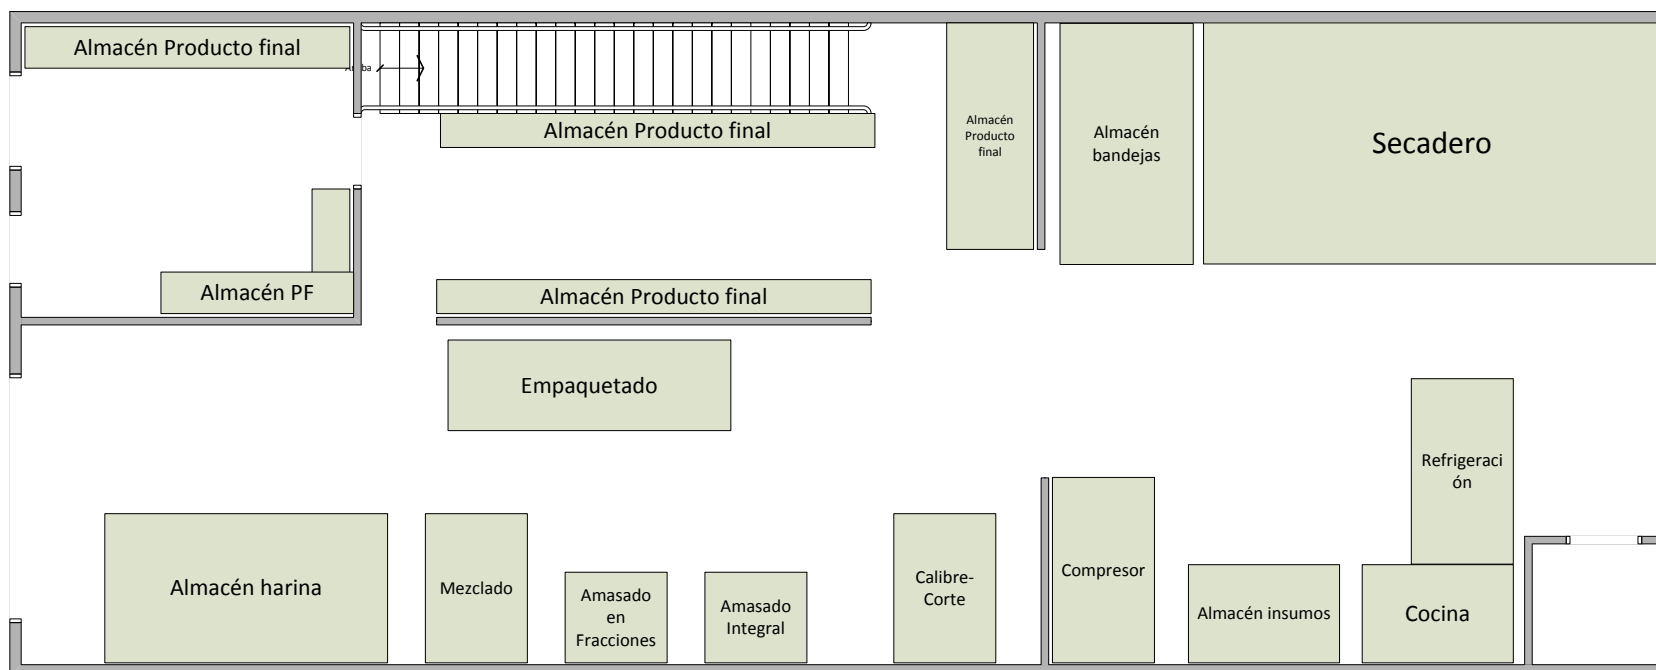 Almacén Producto final
Almacén Producto final
Almacén
Producto
final
Almacén
bandejas
Secadero
Almacén PF
Almacén Producto final
Empaquetado
Refrigeraci
ón
Almacén harina
Mezclado
Amasado
en
Fracciones
Amasado
Integral
Calibre-
Corte
Compresor
Almacén insumos
Cocina